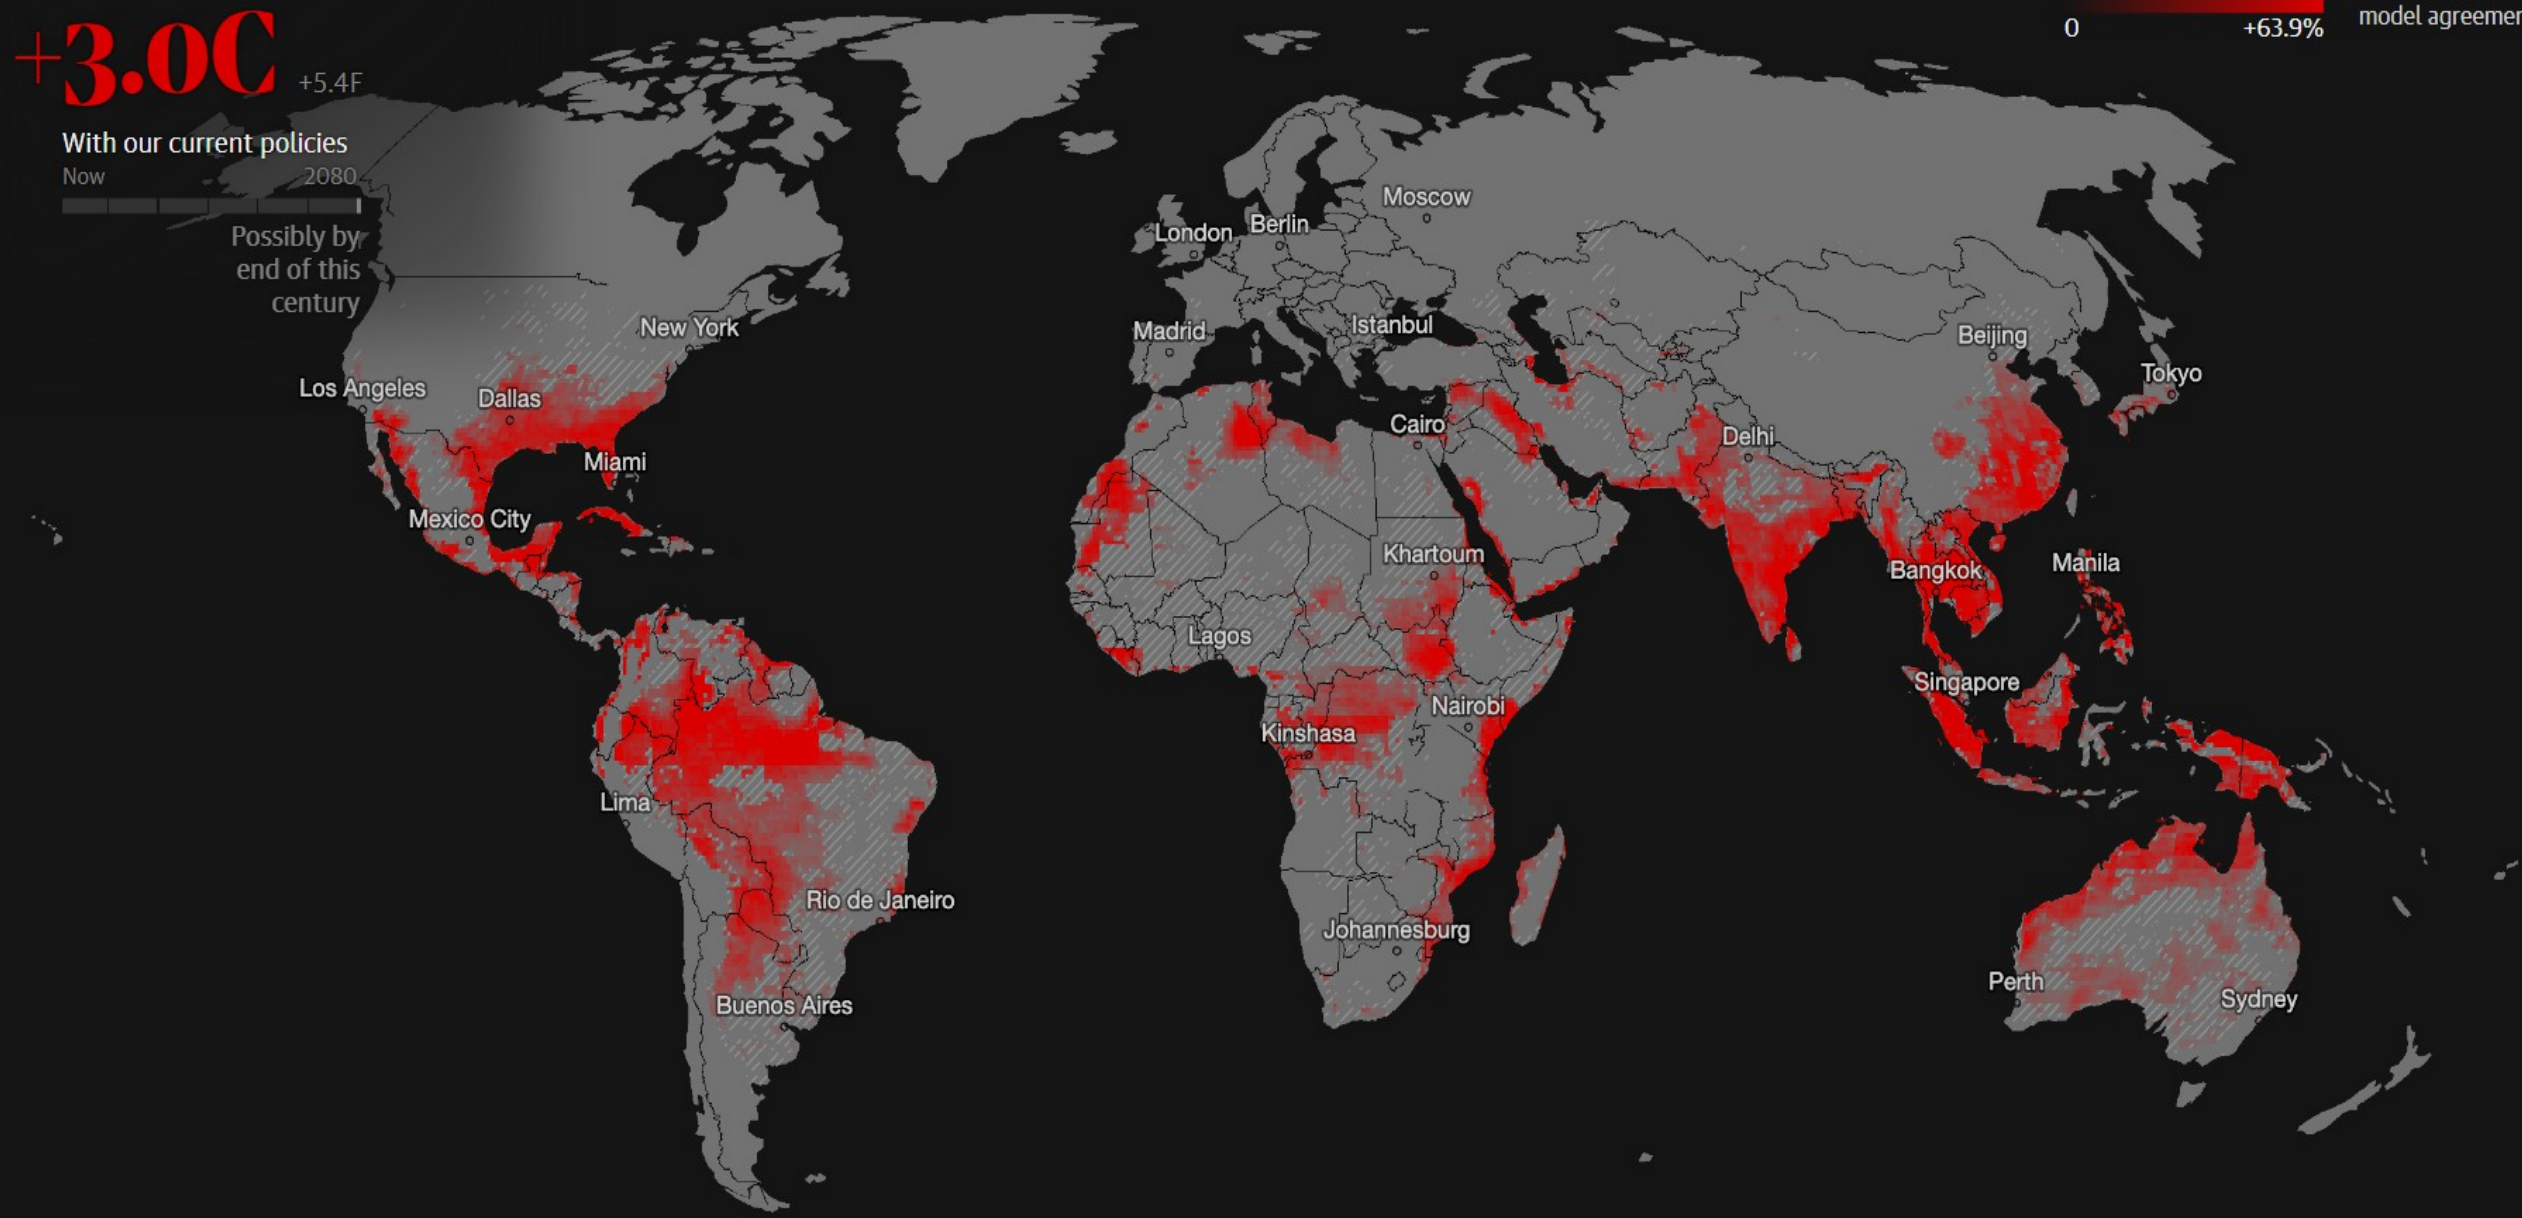 +3.0C
+5.4F
With our current policies
Now
2080
Possibly by
end of this
century
0
+63.9%
model agreemen
Moscow
London
Berlin
New York
Madrid
Istanbul
Beijing
Tokyo
Los Angeles
Dallas
Cairo
Delhi
Miami
Mexico City
Khartoum
Bangkok
Manila
Lagos
Singapore
Nairobi
Kinshasa
Lima
Rio de Janeiro
Johannesburg
Perth
Sydney
Buenos Aires